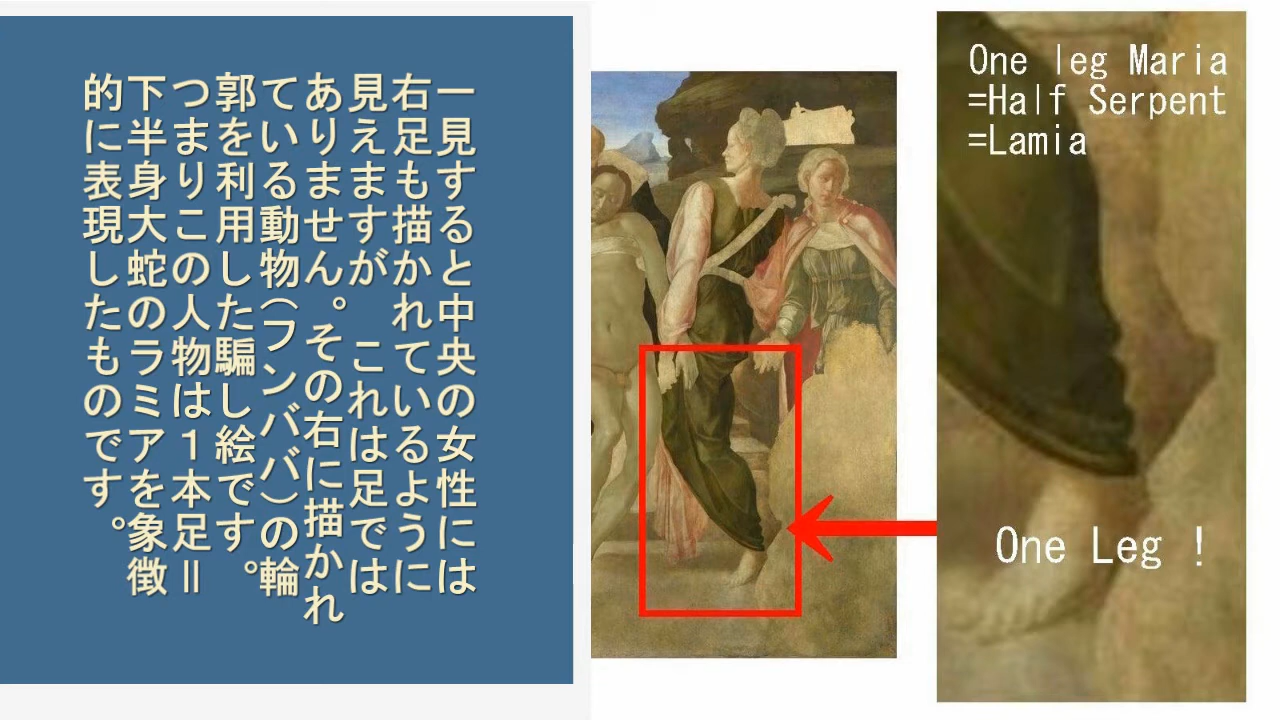 一見すると中央の女性には
右足も描かれているように
見えますが　これは足では
ありません。その右に描かれ
ている動物（フンババ）の輪
郭を利用した騙し絵です。
つまりこの人物は１本足＝
下半身大蛇のラミアを象徴
的に表現したものです。
One leg Maria
=Half Serpent
=Lamia
One Leg !